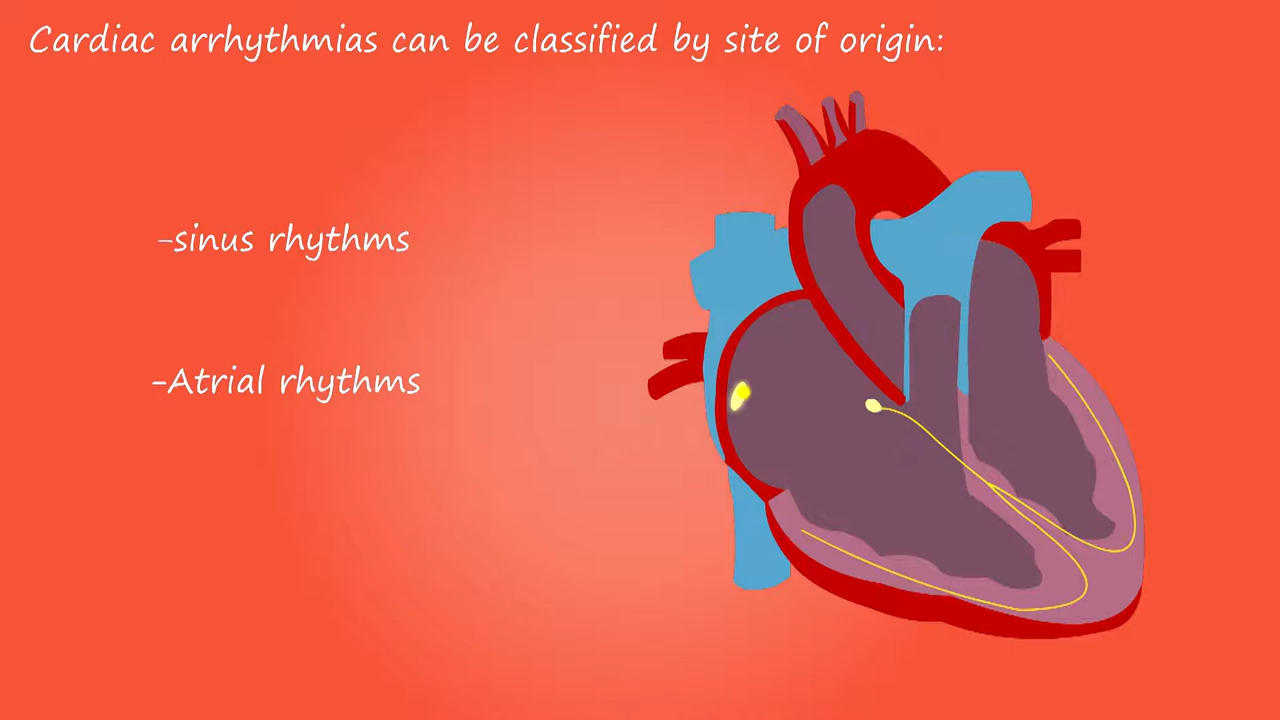 Cardiac arrhythmias can be classified by site of origin:
-sinus rhythms
-Atrial rhythms